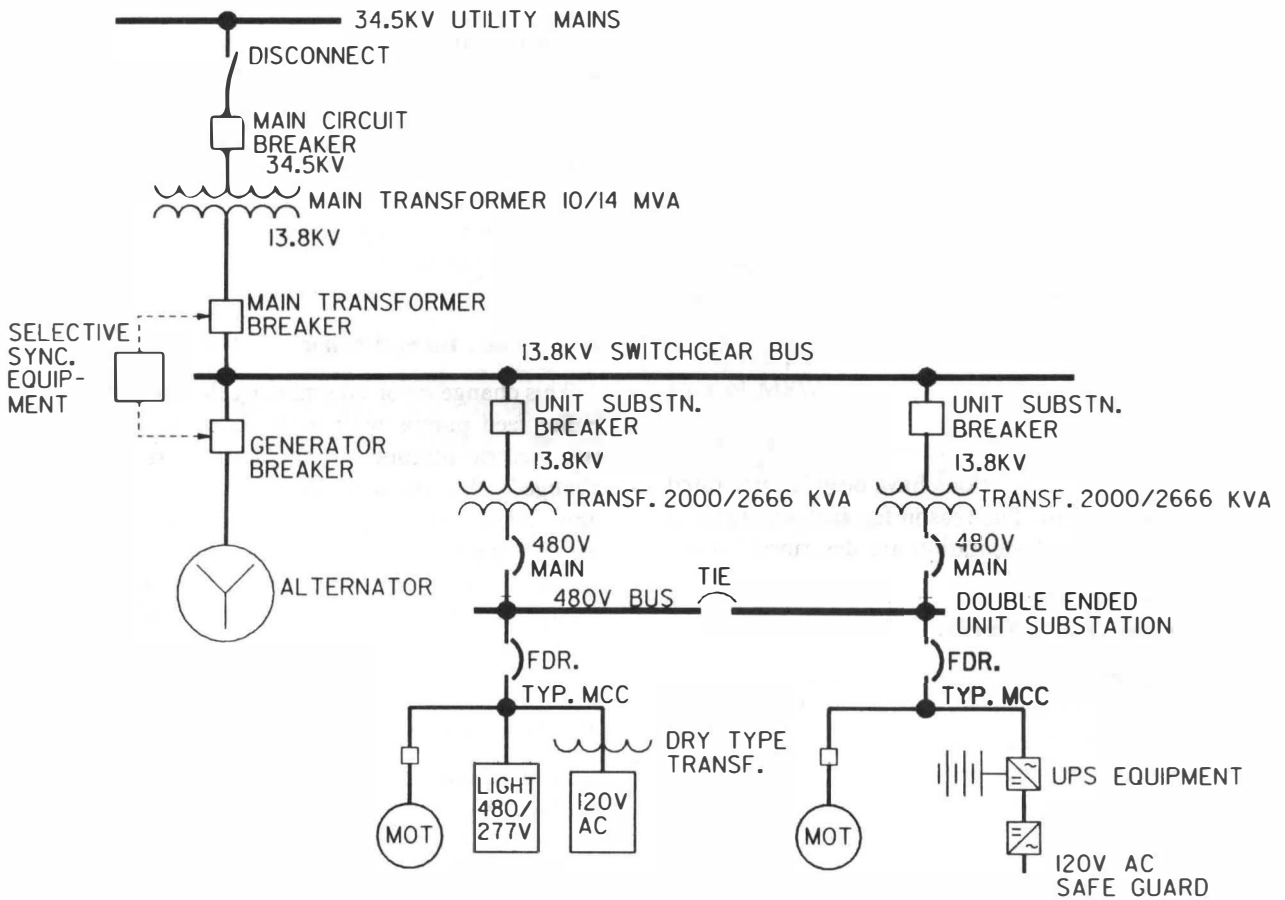 34.5KV UTILITY MAINS
DISCONNECT
MAIN CIRCUIT
BREAKER
34.5KV
MAIN TRANSFORMER 10/14 MVA
13.8KV
MAIN TRANSFORMER
BREAKER
SELECTIVE
SYNC.
EQUIP-
MENT
13.8KV SWITCHGEAR BUS
GENERATOR
BREAKER
ALTERNATOR
UNIT SUBSTN.
BREAKER
13.8KV
TRANSF. 2000/2666 KVA
480V
MAIN
UNIT SUBSTN.
BREAKER
13.8KV
TRANSF. 2000/2666 KVA
480V
MAIN
TIE
480V BUS
DOUBLE ENDED
UNIT SUBSTATION
FDR.
TYP. MCC
FDR.
TYP. MCC
DRY TYPE
TRANSF.
MOT
LIGHT
480/
277V
120V
AC
MOT
UPS EQUIPMENT
120V AC
SAFE GUARD